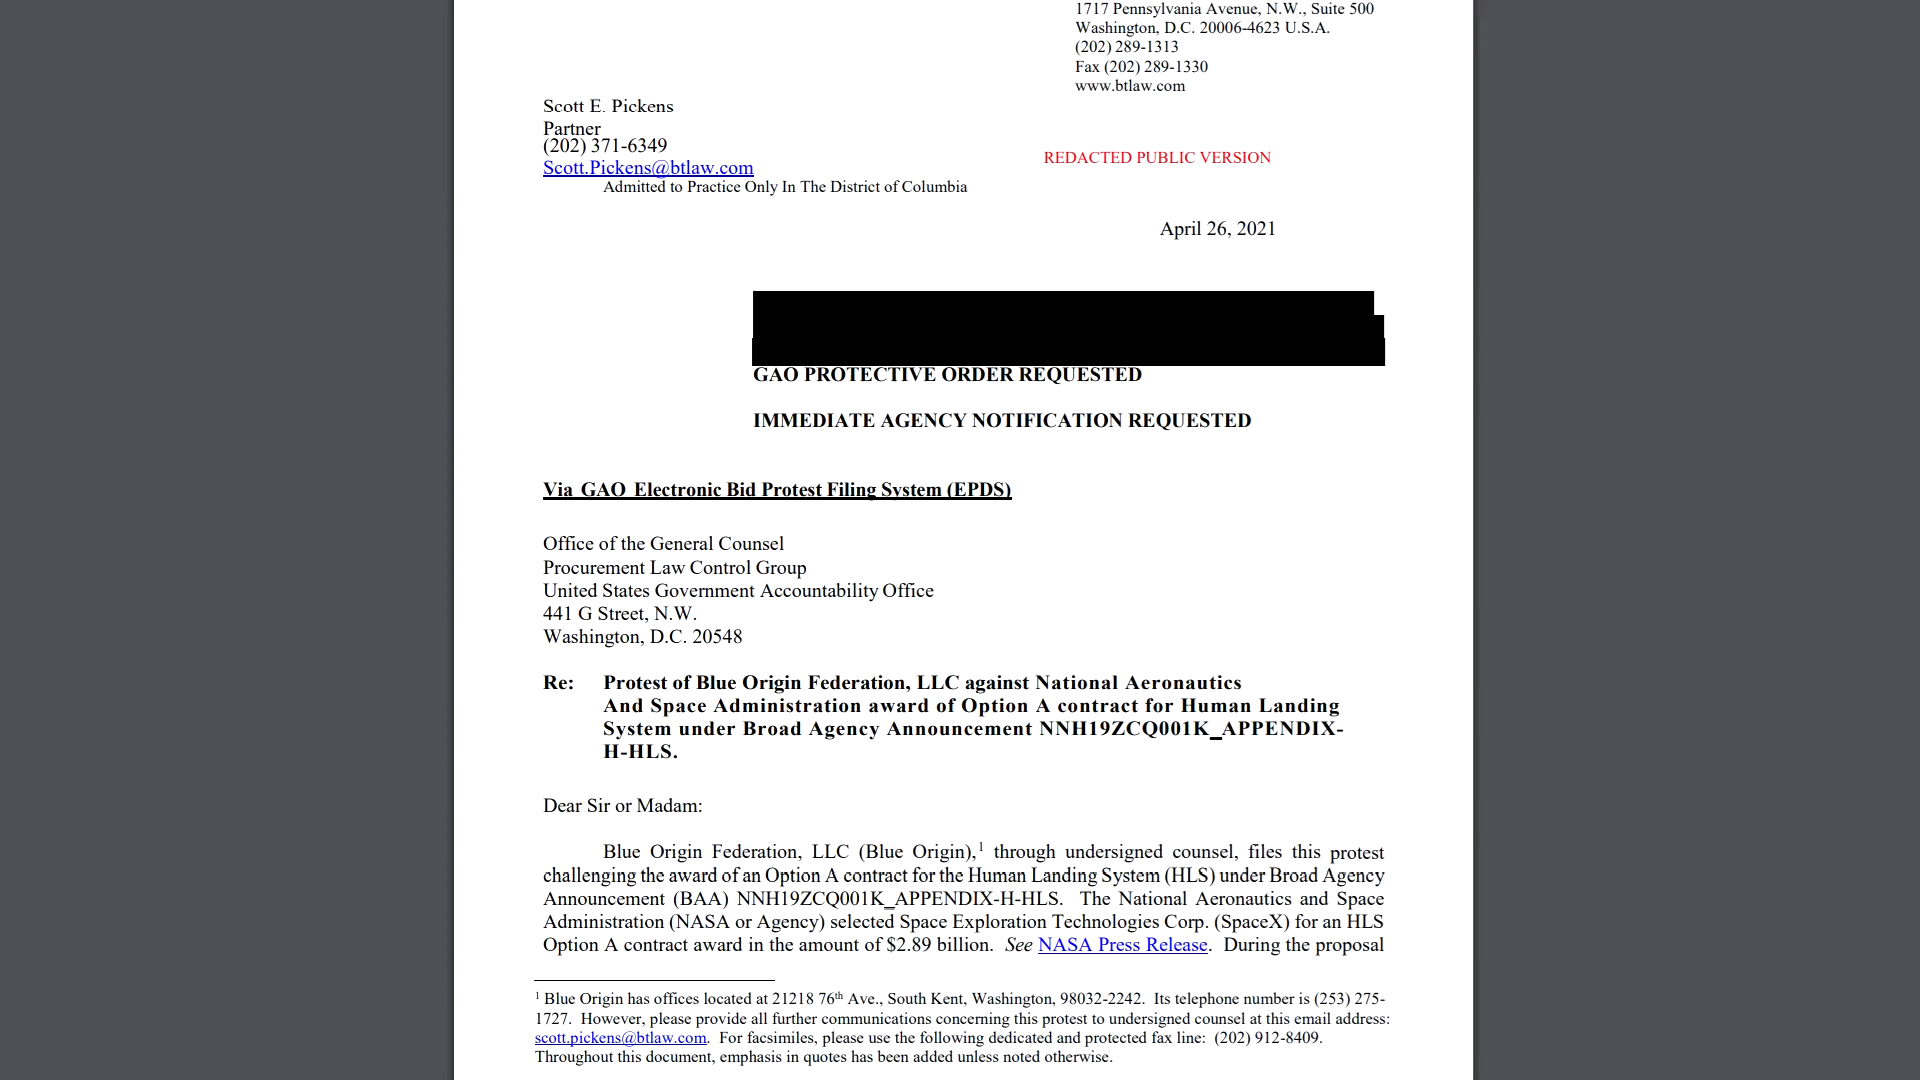 1717 Pennsylvania Avenue, N.W., Suite 500
Washington, D.C. 20006-4623 U.S.A.
(202) 289-1313
Fax (202) 289-1330
www.btlaw.com
Scott E. Pickens
Partner
(202) 371-6349
Scott.Pickens@btlaw.com
REDACTED PUBLIC VERSION
Admitted to Practice Only In The District of Columbia
April 26, 2021
GAO PROTECTIVE ORDER REQUESTED
IMMEDIATE AGENCY NOTIFICATION REQUESTED
Via GAO Electronic Bid Protest Filing System (EPDS)
Office of the General Counsel
Procurement Law Control Group
United States Government Accountability Office
441 G Street, N.W.
Washington, D.C. 20548
Re: Protest of Blue Origin Federation, LLC against National Aeronautics
And Space Administration award of Option A contract for Human Landing
System under Broad Agency Announcement NNH19ZCQ001K_APPENDIX-
H-HLS.
Dear Sir or Madam:
Blue Origin Federation, LLC (Blue Origin),1 through undersigned counsel, files this protest
challenging the award of an Option A contract for the Human Landing System (HLS) under Broad Agency
Announcement (BAA) NNH19ZCQ001K_APPENDIX-H-HLS. The National Aeronautics and Space
Administration (NASA or Agency) selected Space Exploration Technologies Corp. (SpaceX) for an HLS
Option A contract award in the amount of $2.89 billion. See NASA Press Release. During the proposal
1 Blue Origin has offices located at 21218 76th Ave., South Kent, Washington, 98032-2242. Its telephone number is (253) 275-
1727. However, please provide all further communications concerning this protest to undersigned counsel at this email address:
scott.pickens@btlaw.com. For facsimiles, please use the following dedicated and protected fax line: (202) 912-8409.
Throughout this document, emphasis in quotes has been added unless noted otherwise.